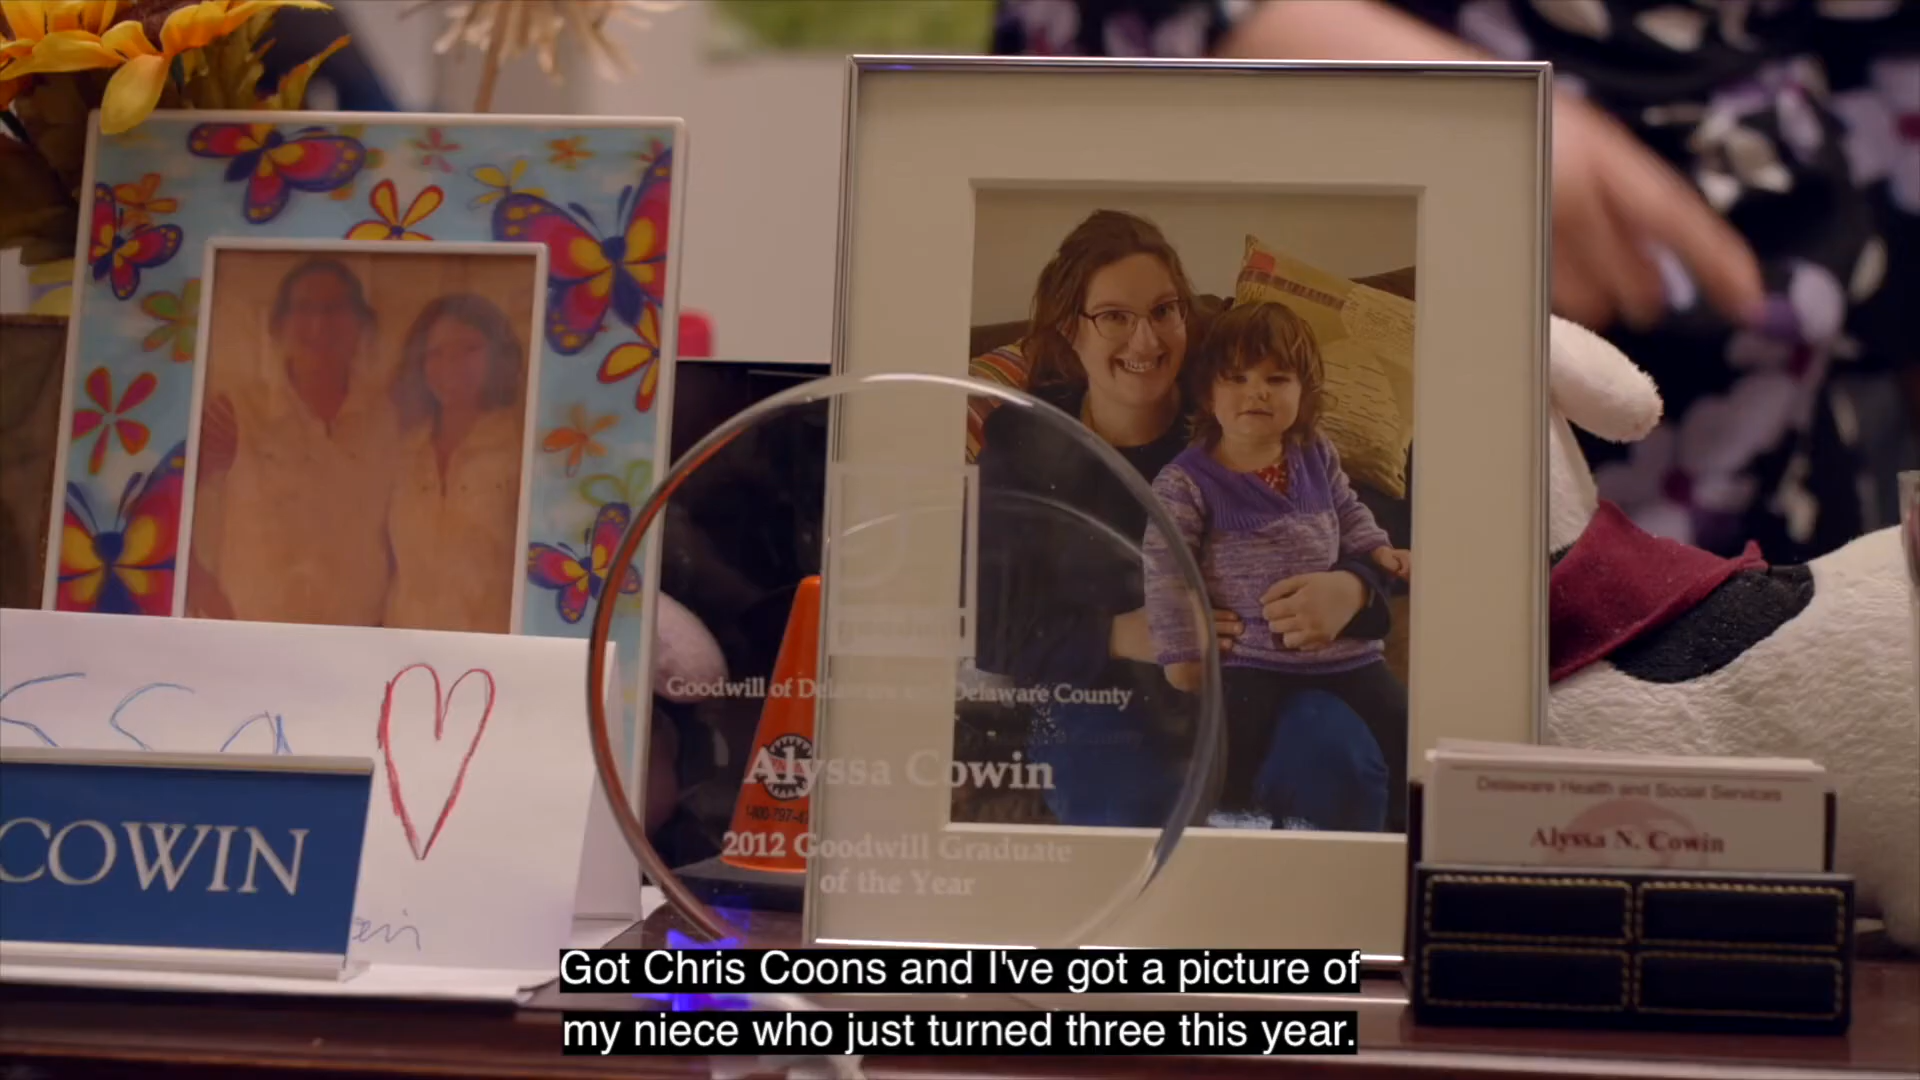 SSA
COWIN
Goodwill of Delaware and Delaware County
Alyssa Cowin
2012 Goodwill Graduate
of the Year
Delaware Health and Social Services
Alyssa N. Cowin
Got Chris Coons and I've got a picture of
my niece who just turned three this year.